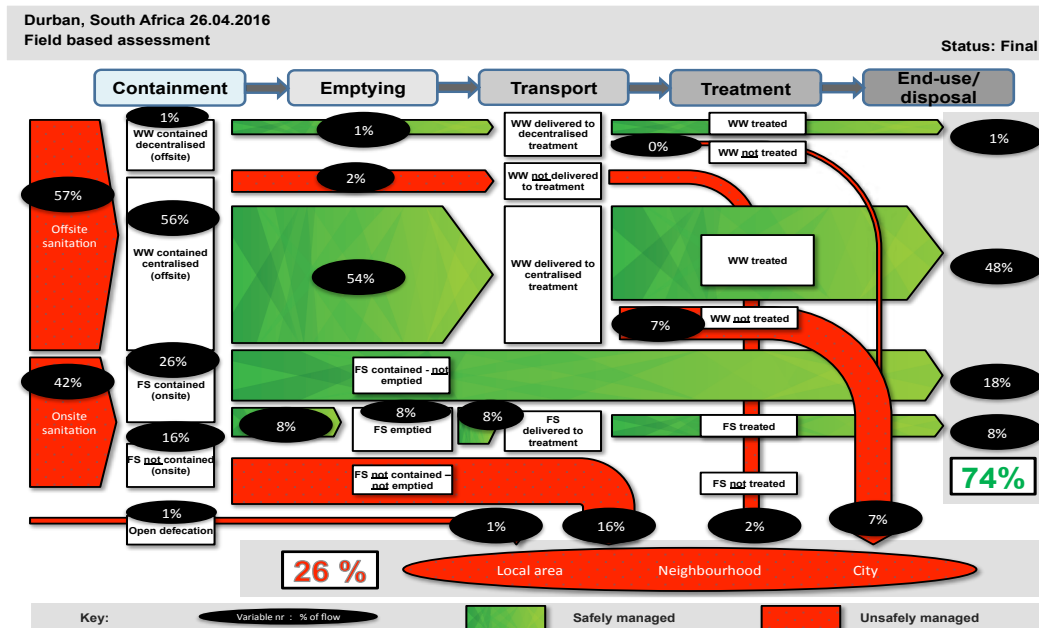 Durban, South Africa 26.04.2016
Field based assessment
Status: Final
Containment
Emptying
Transport
Treatment
End-use/
disposal
57%
Offsite
sanitation
1%
WW contained
decentralised
(offsite)
56%
WW contained
centralised
(offsite)
1%
2%
54%
WW delivered to
decentralised
treatment
WW not delivered
to treatment
WW delivered to
centralised
treatment
WW treated
0%
WW not treated
WW treated
7%
WW not treated
1%
48%
42%
Onsite
sanitation
26%
FS contained
(onsite)
16%
FS not contained
(onsite)
FS contained - not
emptied
18%
8%
8%
FS emptied
8%
FS
delivered to
treatment
FS treated
8%
FS not contained –
not emptied
FS not treated
74%
1%
Open defecation
1%
16%
2%
7%
26 %
Local area
Neighbourhood
City
Key:
Variable nr : % of flow
Safely managed
Unsafely managed